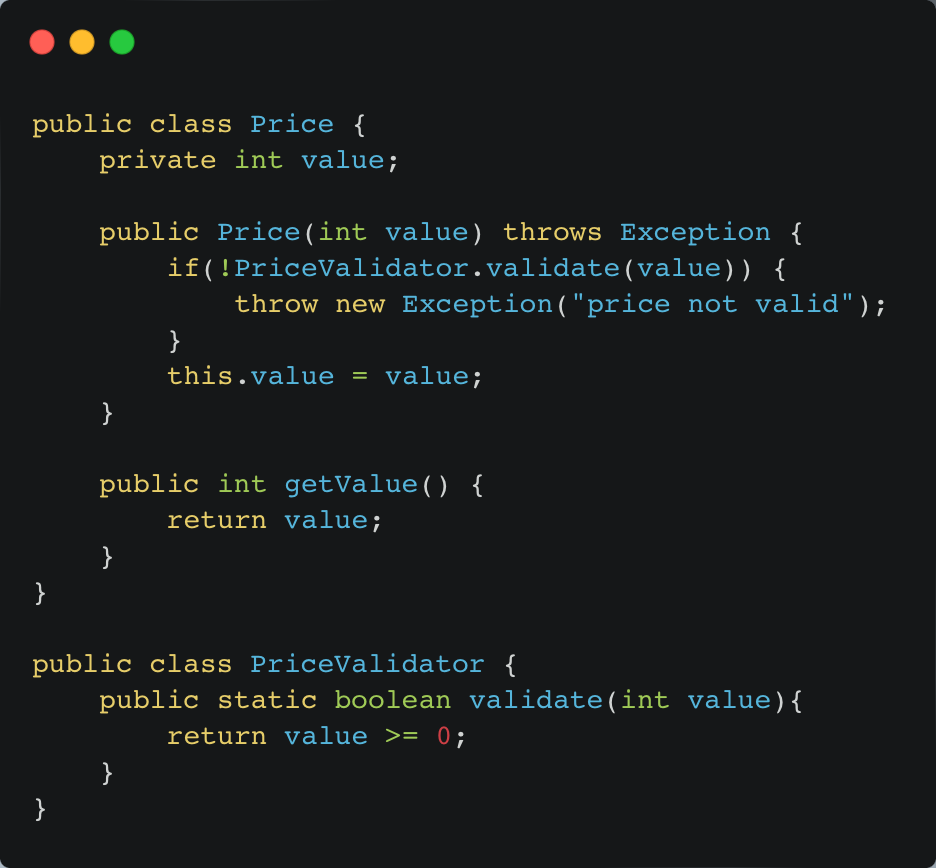 public class Price {
    private int value;

    public Price(int value) throws Exception {
        if(!PriceValidator.validate(value)) {
            throw new Exception("price not valid");
        }
        this.value = value;
    }

    public int getValue() {
        return value;
    }
}

public class PriceValidator {
    public static boolean validate(int value){
        return value >= 0;
    }
}